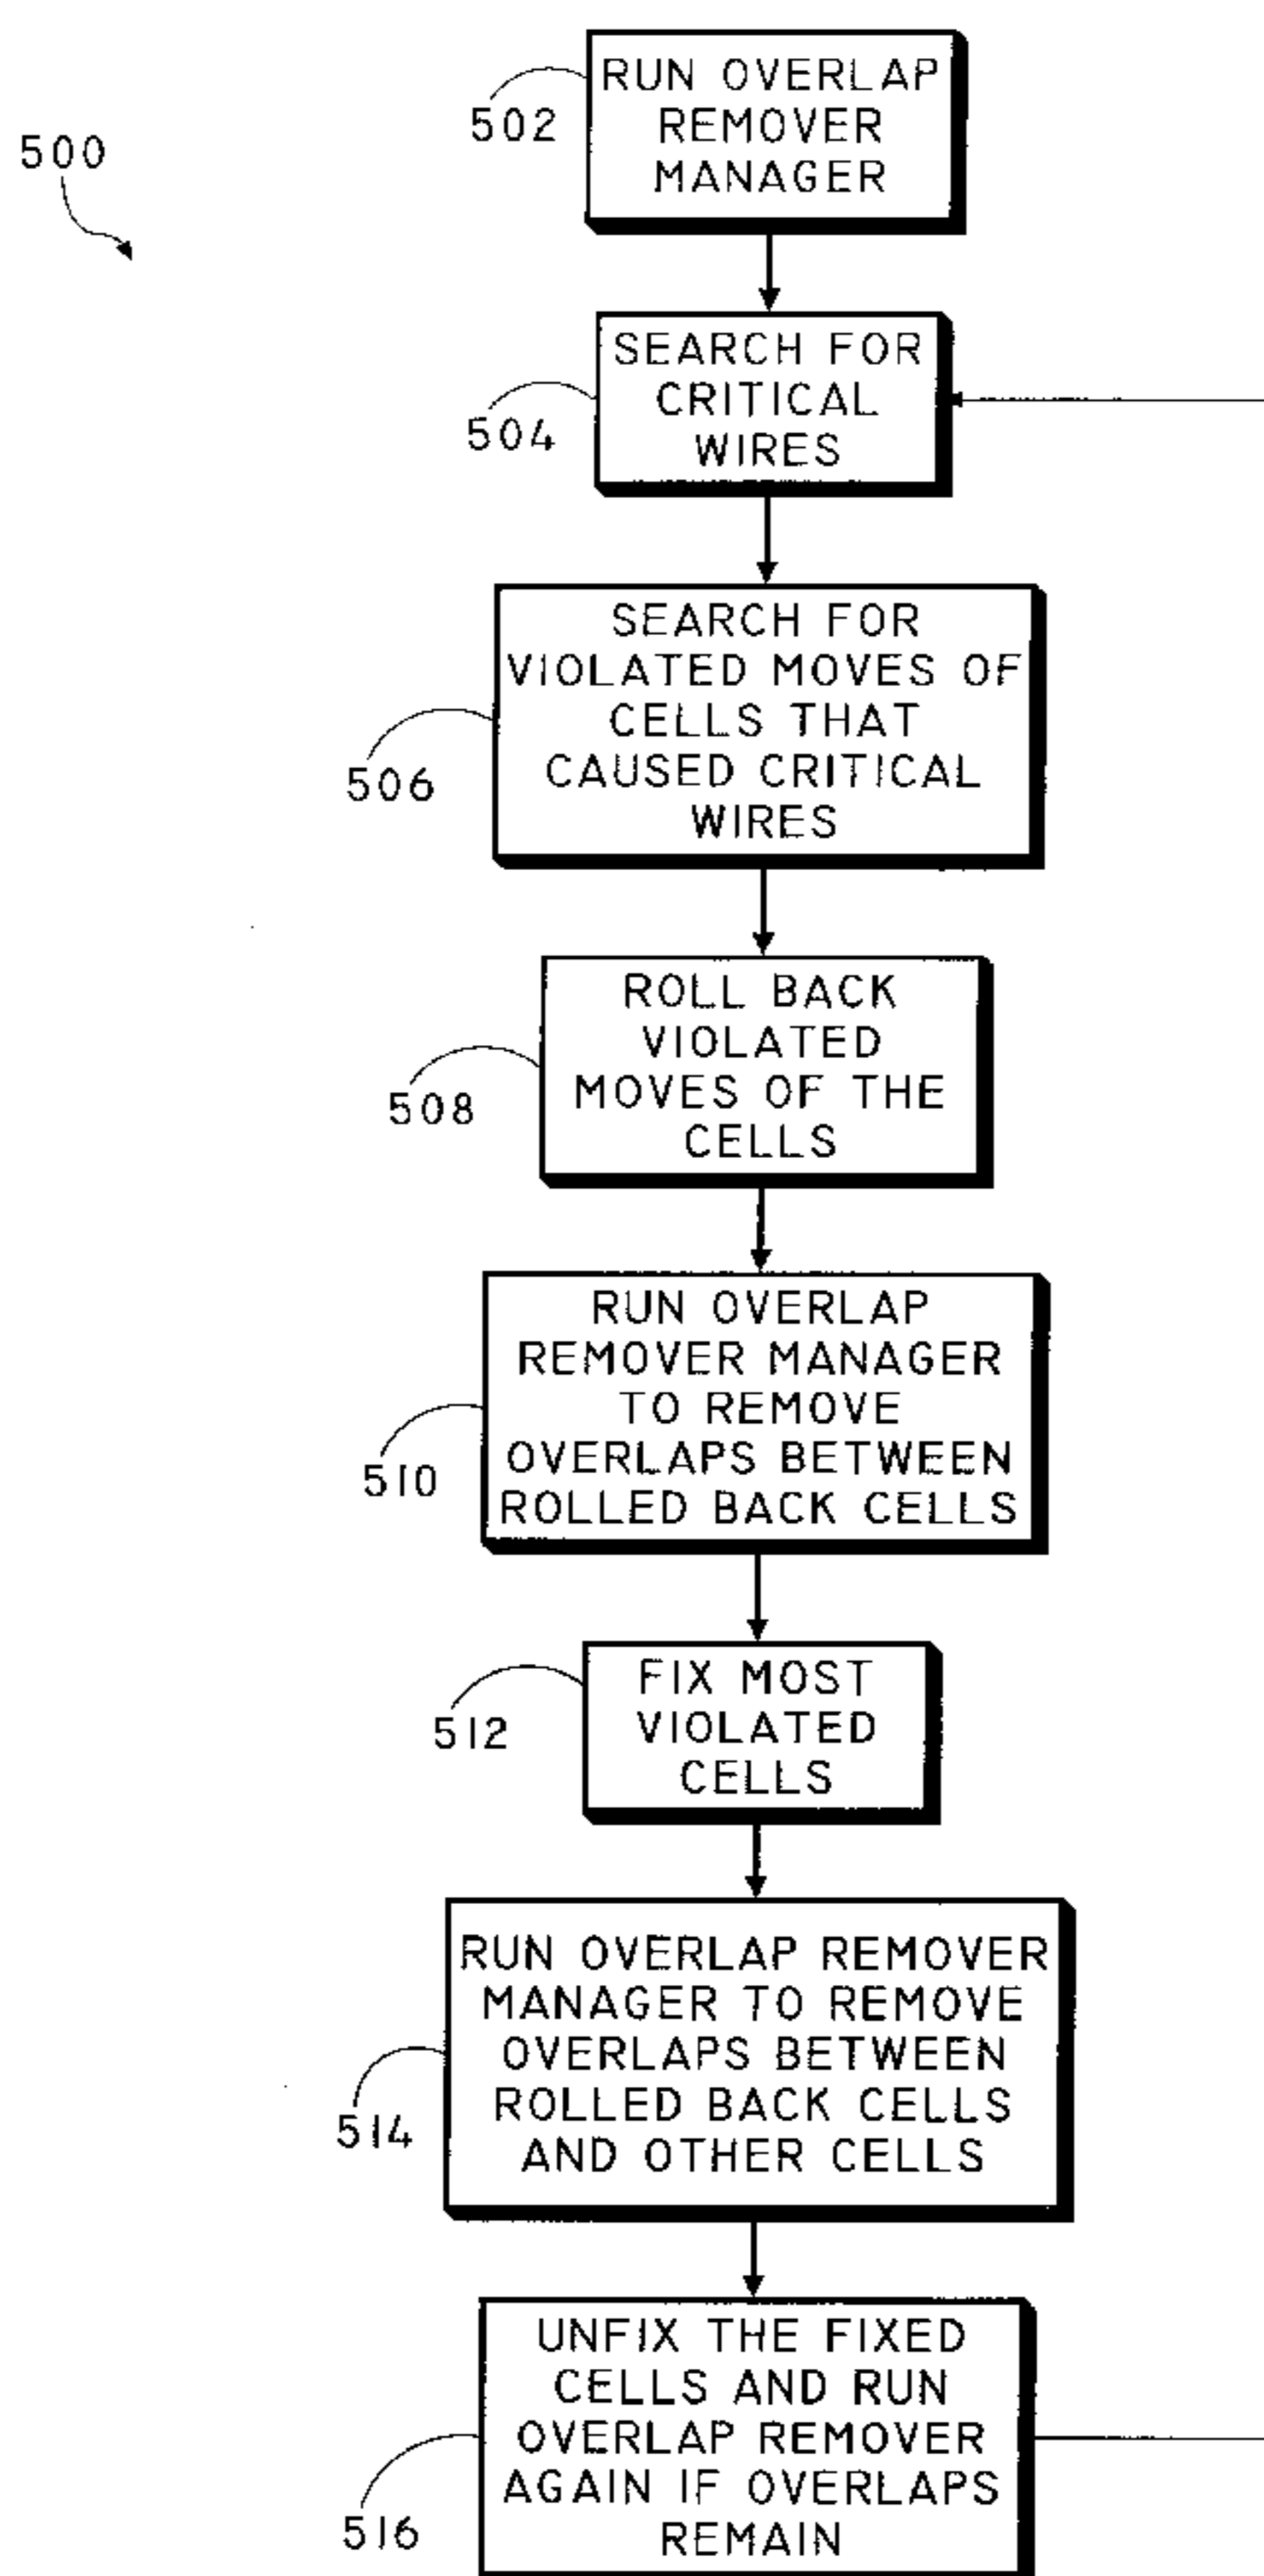 500
502
RUN OVERLAP
REMOVER
MANAGER
504
SEARCH FOR
CRITICAL
WIRES
506
SEARCH FOR
VIOLATED MOVES OF
CELLS THAT
CAUSED CRITICAL
WIRES
508
ROLL BACK
VIOLATED
MOVES OF THE
CELLS
510
RUN OVERLAP
REMOVER MANAGER
TO REMOVE
OVERLAPS BETWEEN
ROLLED BACK CELLS
512
FIX MOST
VIOLATED
CELLS
514
RUN OVERLAP REMOVER
MANAGER TO REMOVE
OVERLAPS BETWEEN
ROLLED BACK CELLS
AND OTHER CELLS
516
UNFIX THE FIXED
CELLS AND RUN
OVERLAP REMOVER
AGAIN IF OVERLAPS
REMAIN